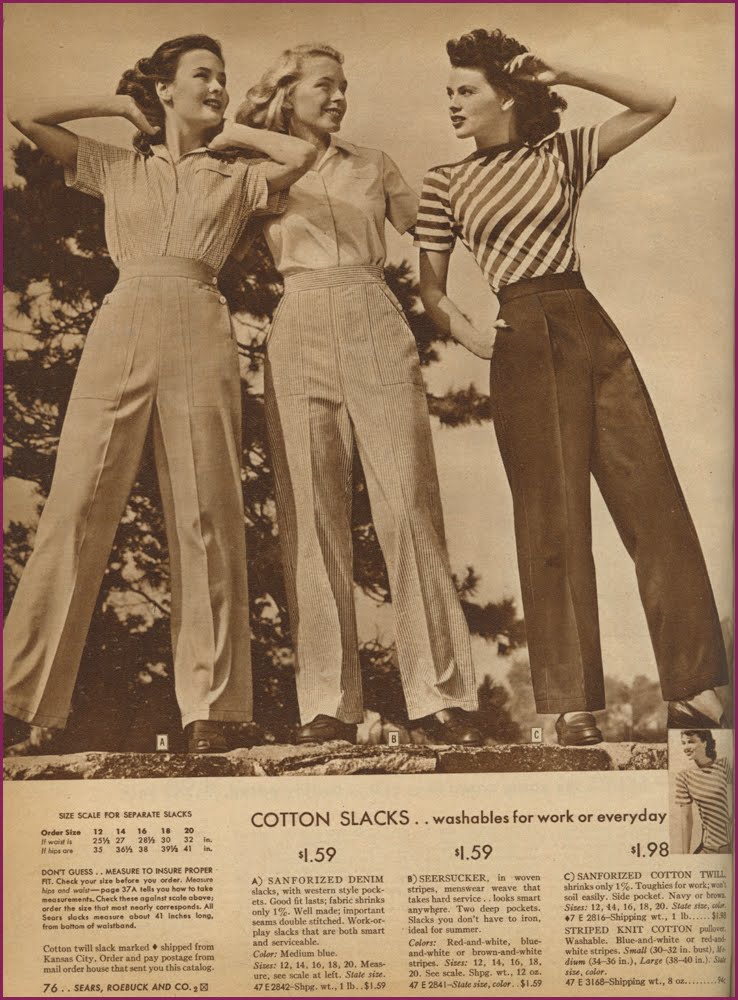 A
B
C
SIZE SCALE FOR SEPARATE SLACKS
Order Size 12 14 16 18 20
If waist is 25½ 27 28½ 30 32 in.
If hips are 35 36½ 38 39½ 41 in.
DON'T GUESS . . MEASURE TO INSURE PROPER
FIT. Check your size before you order. Measure
hips and waist—page 37A tells you how to take
measurements. Check these against scale above;
order the size that most nearly corresponds. All
Sears slacks measure about 41 inches long,
from bottom of waistband.
Cotton twill slack marked ♦ shipped from
Kansas City. Order and pay postage from
mail order house that sent you this catalog.
76 . . SEARS, ROEBUCK AND CO. 2
COTTON SLACKS . . washables for work or everyday
$1.59
A) SANFORIZED DENIM
slacks, with western style pock-
ets. Good fit lasts; fabric shrinks
only 1%. Well made; important
seams double stitched. Work-or-
play slacks that are both smart
and serviceable.
Color: Medium blue.
Sizes: 12, 14, 16, 18, 20. Meas-
ure, see scale at left. State size.
47 E 2842–Shpg. wt., 1 lb. .$1.59
$1.59
B) SEERSUCKER, in woven
stripes, menswear weave that
takes hard service . . looks smart
anywhere. Two deep pockets.
Slacks you don't have to iron,
ideal for summer.
Colors: Red-and-white, blue-
and-white or brown-and-white
stripes. Sizes: 12, 14, 16, 18,
20. See scale. Shpg. wt., 12 oz.
47 E 2841–State size, color. .$1.59
$1.98
C) SANFORIZED COTTON TWILL
shrinks only 1%. Toughies for work; won't
soil easily. Side pocket. Navy or brown.
Sizes: 12, 14, 16, 18, 20. State size, color.
♦7 E 2816–Shipping wt., 1 lb.....$1.98
STRIPED KNIT COTTON pullover.
Washable. Blue-and-white or red-and-
white stripes. Small (30–32 in. bust), Me-
dium (34–36 in.), Large (38–40 in.). State
size, color.
47 E 3168–Shipping wt., 8 oz.......